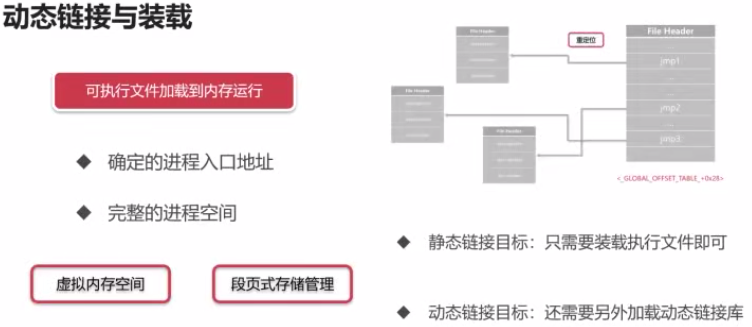 动态链接与装载
可执行文件加载到内存运行
确定的进程入口地址
完整的进程空间
虚拟内存空间
段页式存储管理
File Header
重定位
File Header
jmp1
...
File Header
jmp2
...
jmp3
File Header
<_GLOBAL_OFFSET_TABLE_+0x28>
静态链接目标：只需要装载执行文件即可
动态链接目标：还需要另外加载动态链接库